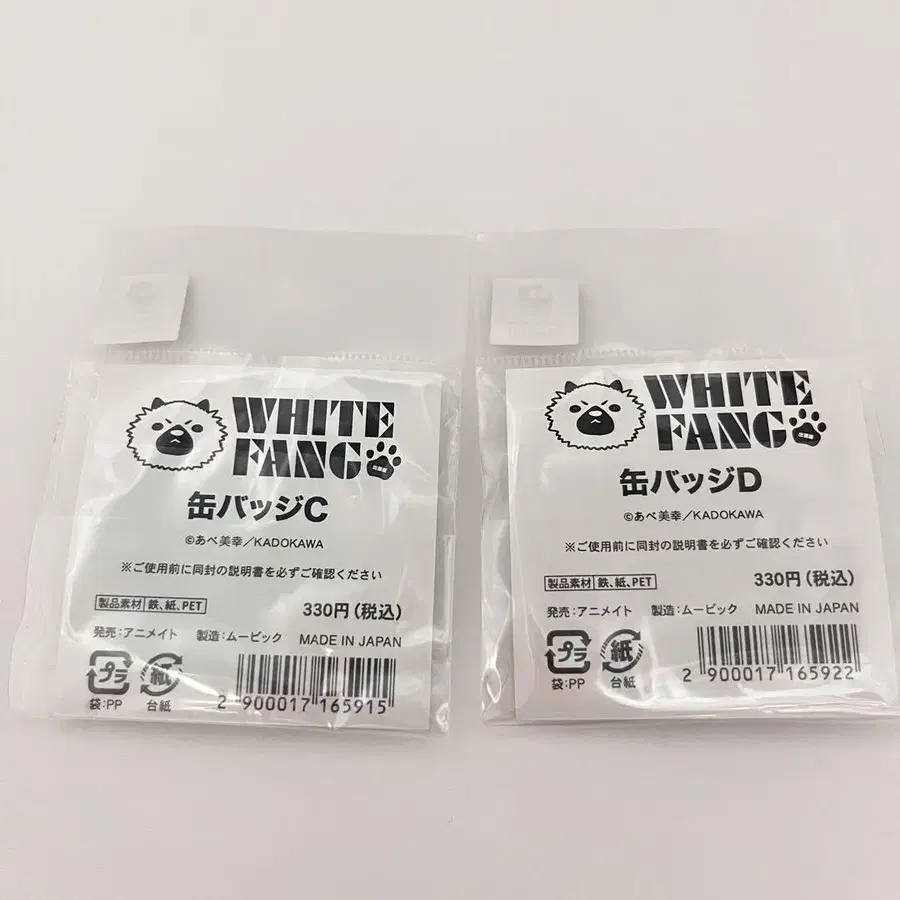 WHITE
FANG
缶バッジC
©あべ美幸／KADOKAWA
※ご使用前に同封の説明書を必ずご確認ください
製品素材 鉄、紙、PET
330円(税込)
発売:アニメイト 製造:ムービック MADE IN JAPAN
プラ 紙
袋:PP 台紙
2 900017 165915
WHITE
FANG
缶バッジD
©あべ美幸／KADOKAWA
※ご使用前に同封の説明書を必ずご確認ください
製品素材 鉄、紙、PET
330円(税込)
発売:アニメイト 製造:ムービック MADE IN JAPAN
プラ 紙
袋:PP 台紙
2 900017 165922